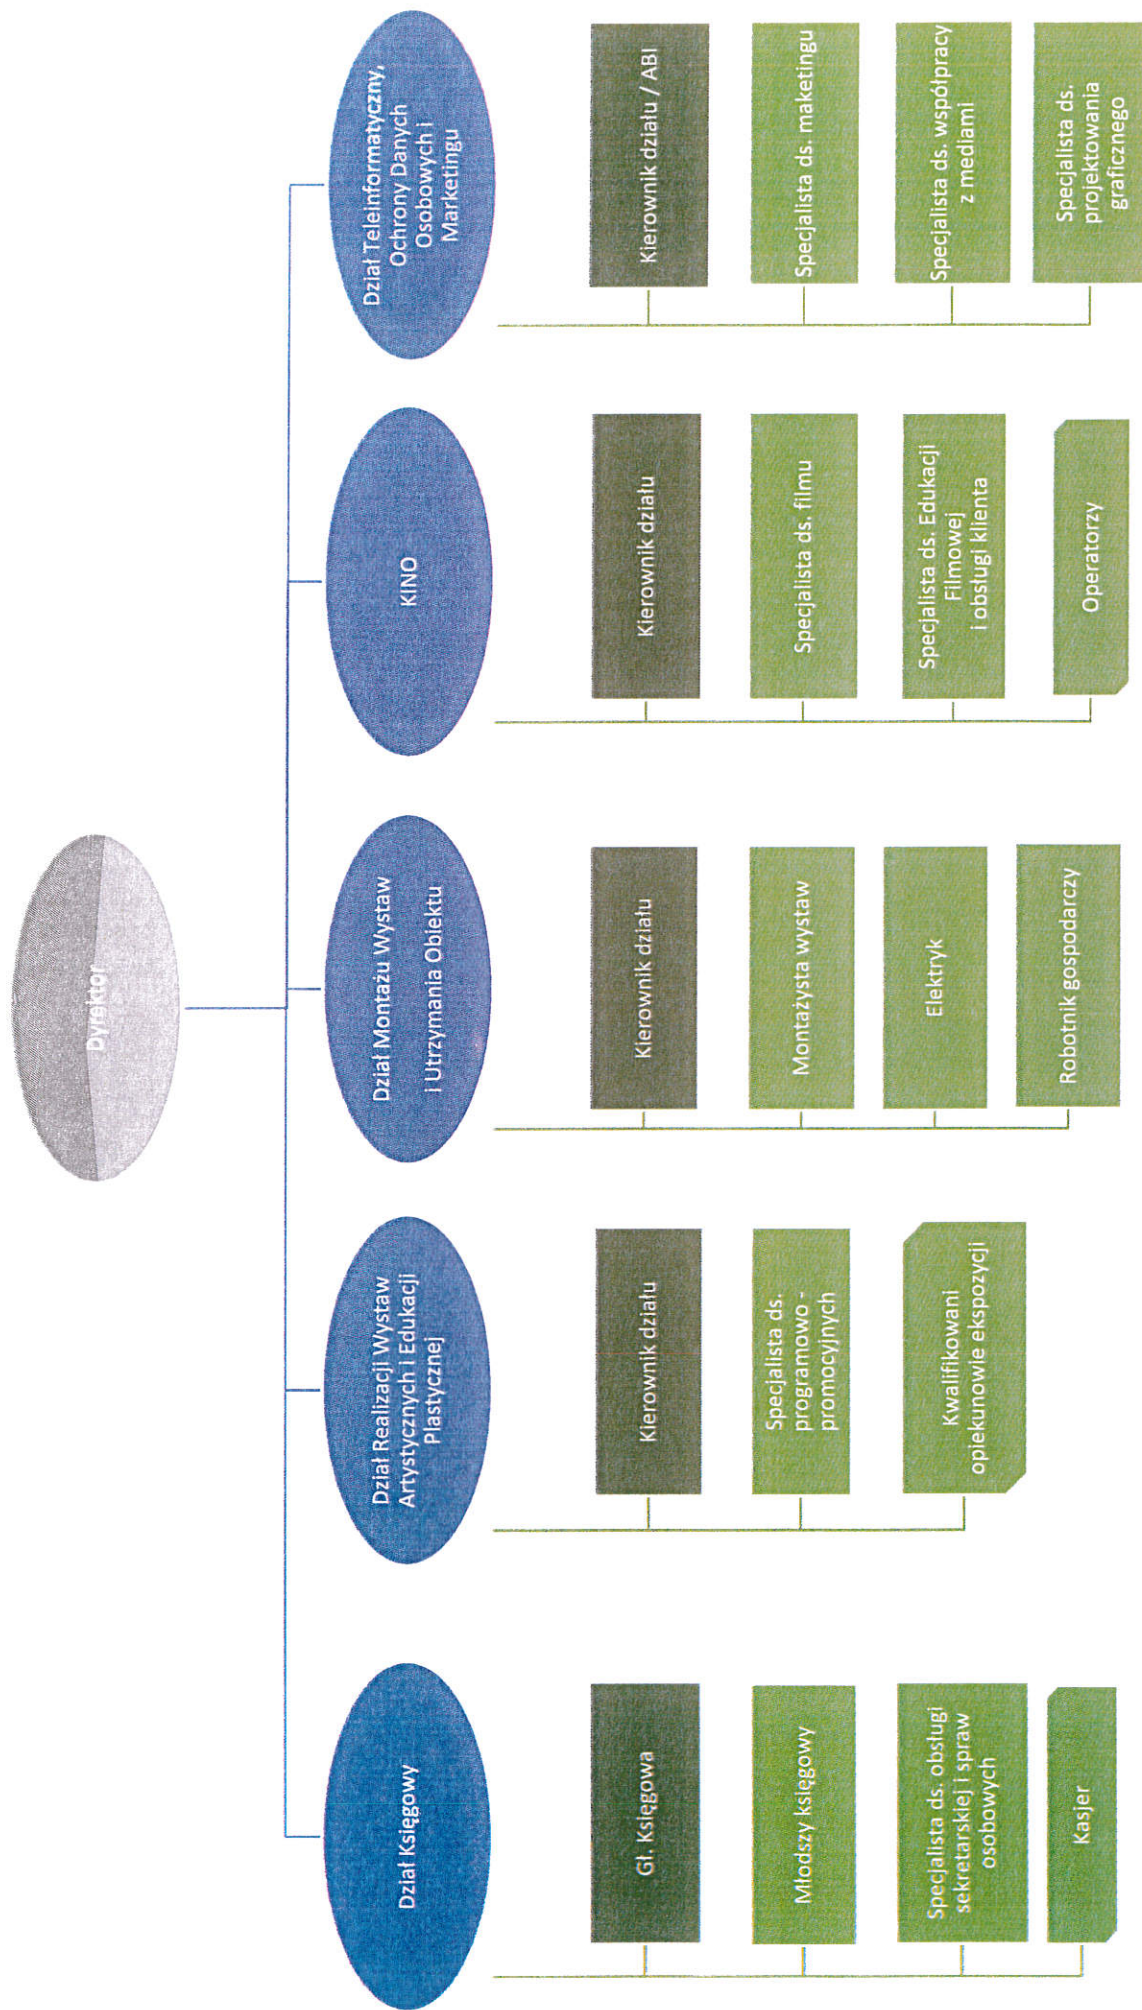 Dyrektor
Dział Księgowy
Gł. Księgowa
Młodszy księgowy
Specjalista ds. obsługi
sekretarskiej i spraw
osobowych
Kasjer
Dział Realizacji Wystaw
Artystycznych i Edukacji
Plastycznej
Kierownik działu
Specjalista ds.
programowo -
promocyjnych
Kwalifikowani
opiekunowie ekspozycji
Dział Montażu Wystaw
i Utrzymania Obiektu
Kierownik działu
Montażysta wystaw
Elektryk
Robotnik gospodarczy
KINO
Kierownik działu
Specjalista ds. filmu
Specjalista ds. Edukacji
Filmowej
i obsługi klienta
Operatorzy
Dział Teleinformatyczny,
Ochrony Danych
Osobowych i
Marketingu
Kierownik działu / ABI
Specjalista ds. maketingu
Specjalista ds. współpracy
z mediami
Specjalista ds.
projektowania
graficznego